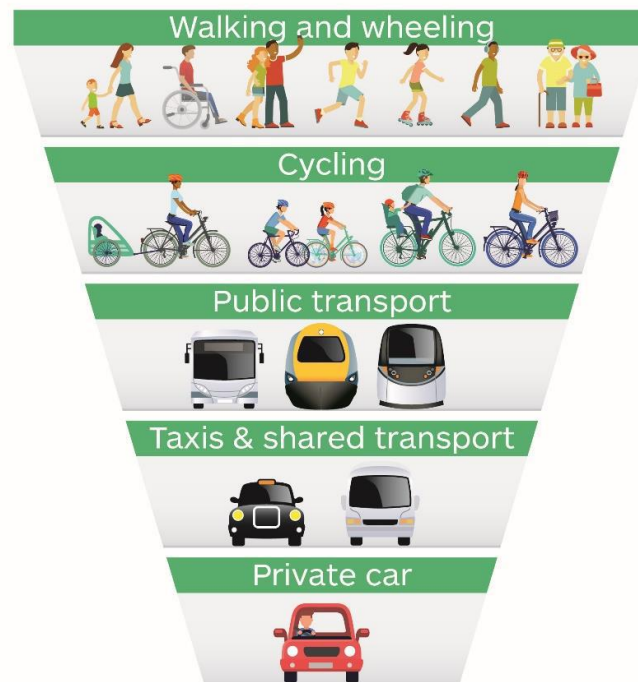 Walking and wheeling
Cycling
Public transport
Taxis & shared transport
Private car